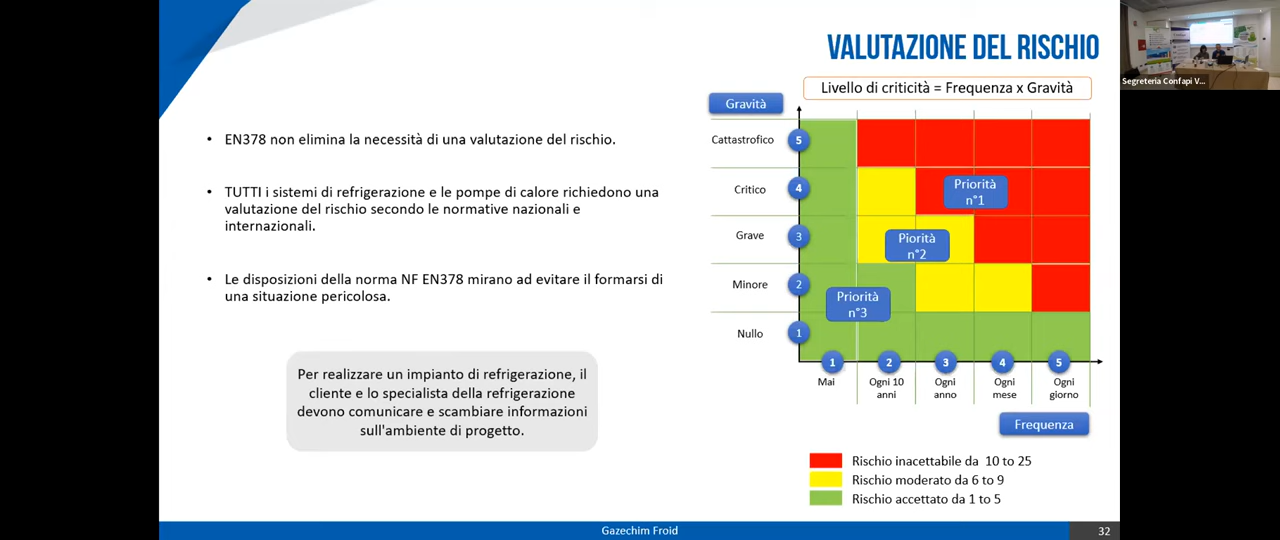 VALUTAZIONE DEL RISCHIO
Segreteria Confapi V...
Livello di criticità = Frequenza x Gravità
• EN378 non elimina la necessità di una valutazione del rischio.
• TUTTI i sistemi di refrigerazione e le pompe di calore richiedono una
valutazione del rischio secondo le normative nazionali e
internazionali.
• Le disposizioni della norma NF EN378 mirano ad evitare il formarsi di
una situazione pericolosa.
Per realizzare un impianto di refrigerazione, il
cliente e lo specialista della refrigerazione
devono comunicare e scambiare informazioni
sull'ambiente di progetto.
Gravità
Cattastrofico 5
Critico 4
Grave 3
Minore 2
Nullo 1
Priorità
n°1
Piorità
n°2
Priorità
n°3
1 2 3 4 5
Mai
Ogni 10
anni
Ogni
anno
Ogni
mese
Ogni
giorno
Frequenza
Rischio inacettabile da 10 to 25
Rischio moderato da 6 to 9
Rischio accettato da 1 to 5
Gazechim Froid
32